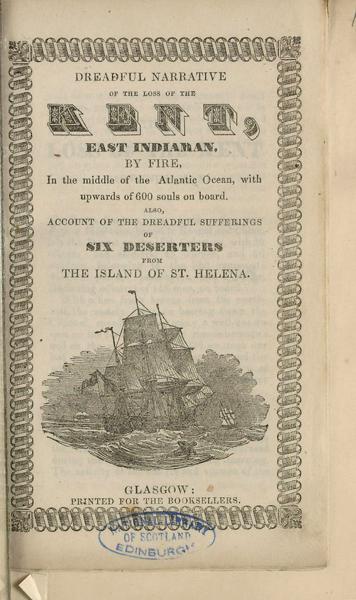 DREADFUL NARRATIVE
OF THE LOSS OF THE
KENT,
EAST INDIAMAN,
BY FIRE,
In the middle of the Atlantic Ocean, with
upwards of 600 souls on board.
ALSO,
ACCOUNT OF THE DREADFUL SUFFERINGS
OF
SIX DESERTERS
FROM
THE ISLAND OF ST. HELENA.
GLASGOW:
PRINTED FOR THE BOOKSELLERS.
NATIONAL LIBRARY
OF SCOTLAND
EDINBURGH